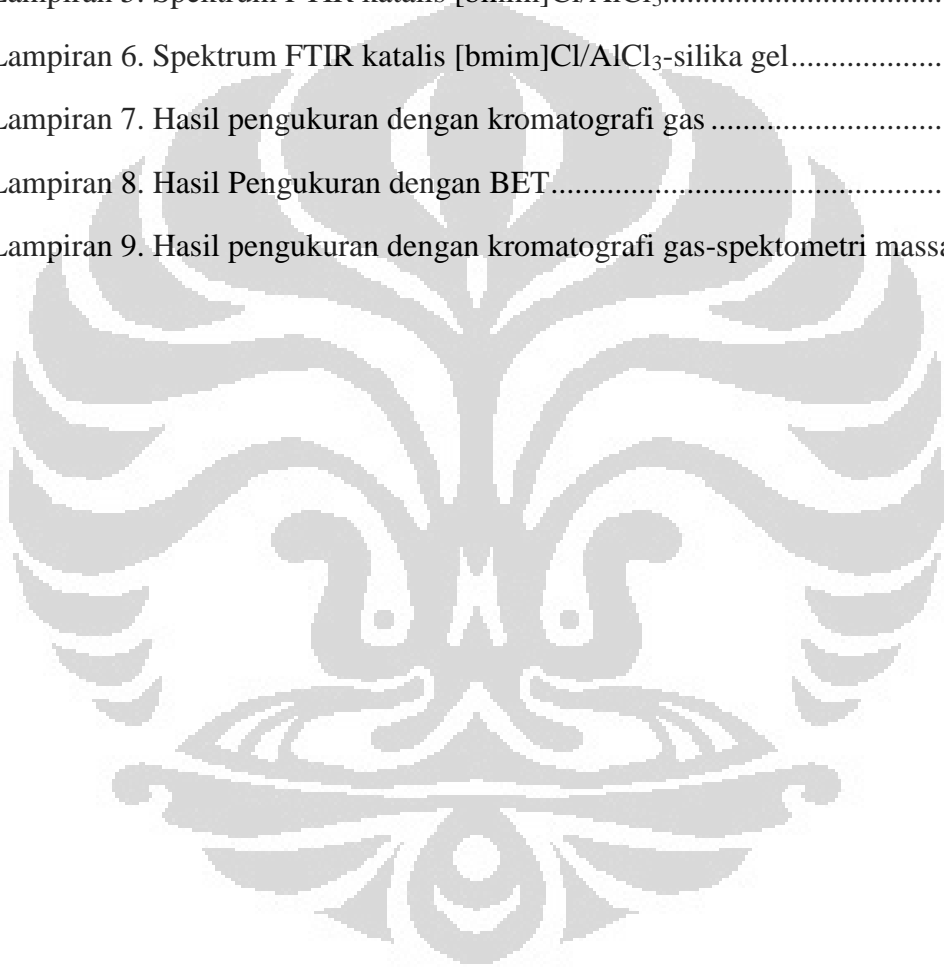 Lampiran 5. Spektrum FTIR katalis [bmim]Cl/AlCl₃..............................
Lampiran 6. Spektrum FTIR katalis [bmim]Cl/AlCl₃-silika gel...................
Lampiran 7. Hasil pengukuran dengan kromatografi gas ............................
Lampiran 8. Hasil Pengukuran dengan BET.................................................
Lampiran 9. Hasil pengukuran dengan kromatografi gas-spektometri massa